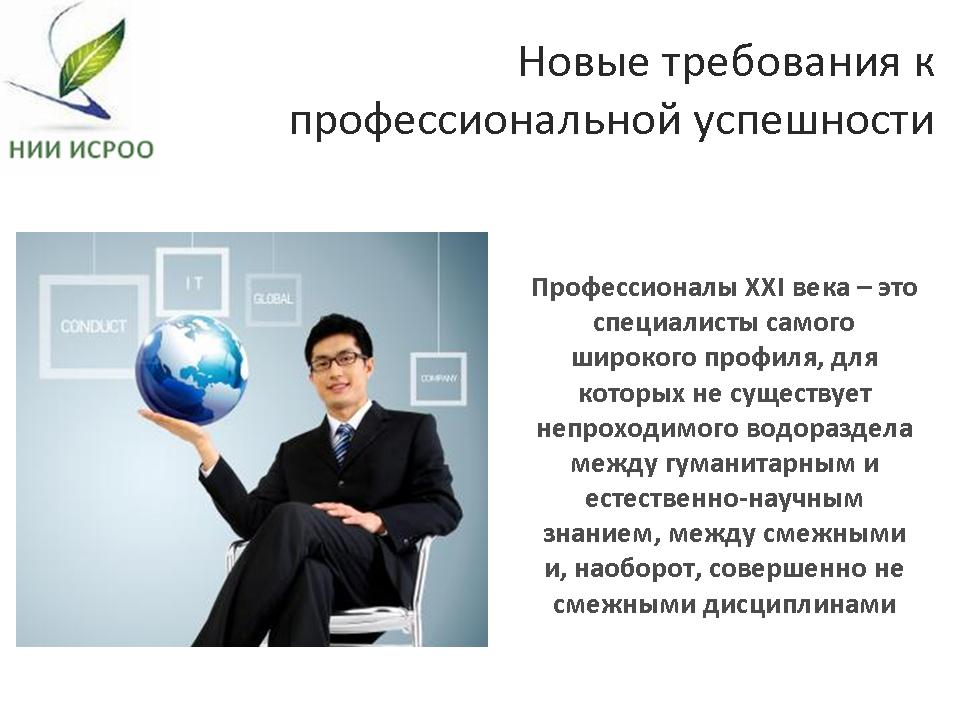 НИИ ИСРОО
Новые требования к
профессиональной успешности
CONDUCT
IT
GLOBAL
COMPANY
Профессионалы XXI века – это
специалисты самого
широкого профиля, для
которых не существует
непроходимого водораздела
между гуманитарным и
естественно-научным
знанием, между смежными
и, наоборот, совершенно не
смежными дисциплинами